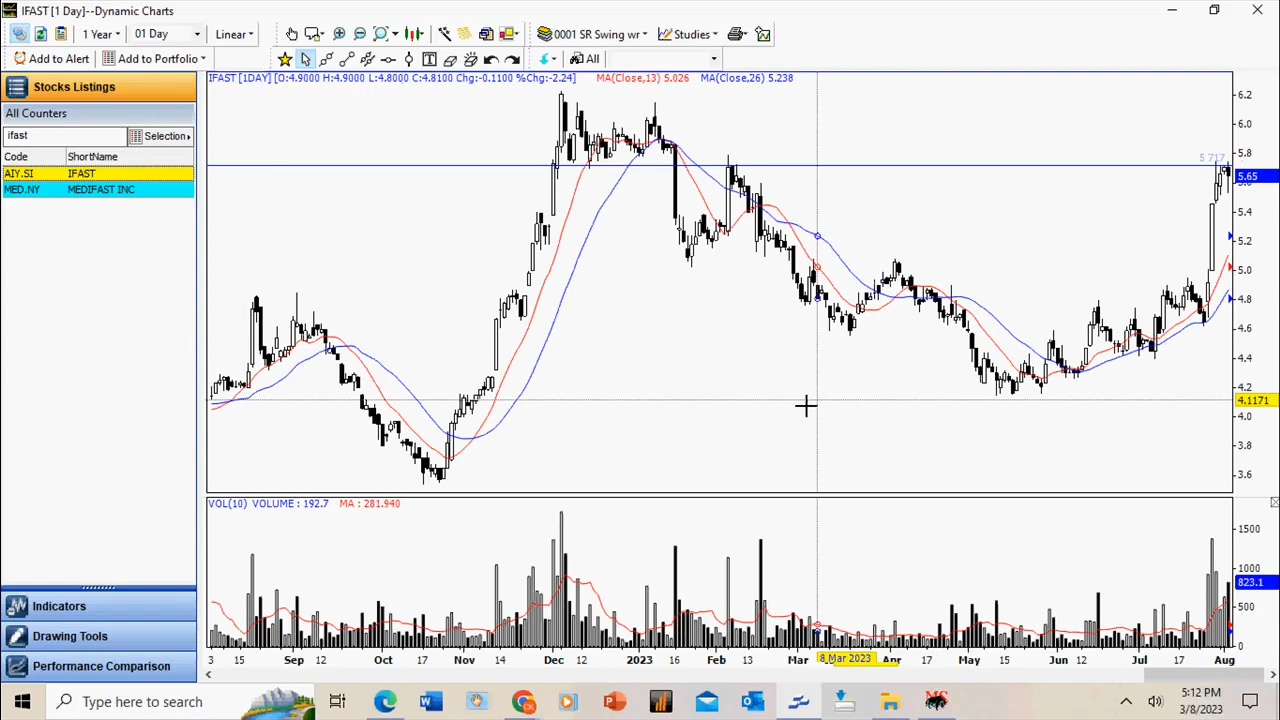 IFAST [1 Day]--Dynamic Charts
1 Year
01 Day
Linear
0001 SR Swing wr
Studies
Add to Alert
Add to Portfolio
All
Stocks Listings
All Counters
ifast
Selection
Code ShortName
AIY.SI IFAST
MED.NY MEDIFAST INC
Indicators
Drawing Tools
Performance Comparison
IFAST [1DAY] [O:4.9000 H:4.9000 L:4.8000 C:4.8100 Chg:-0.1100 %Chg:-2.24] MA(Close,13) 5.026 MA(Close,26) 5.238
5.717
6.2
6.0
5.8
5.65
5.4
5.2
5.0
4.8
4.6
4.4
4.2
4.1171
4.0
3.8
3.6
VOL(10) VOLUME : 192.7 MA : 281.940
1500
1000
823.1
500
0
3 15 Sep 12 Oct 17 Nov 14 Dec 12 2023 16 Feb 13 Mar 8 Mar 2023 Apr 17 May 15 Jun 12 Jul 17 Aug
Type here to search
5:12 PM
3/8/2023